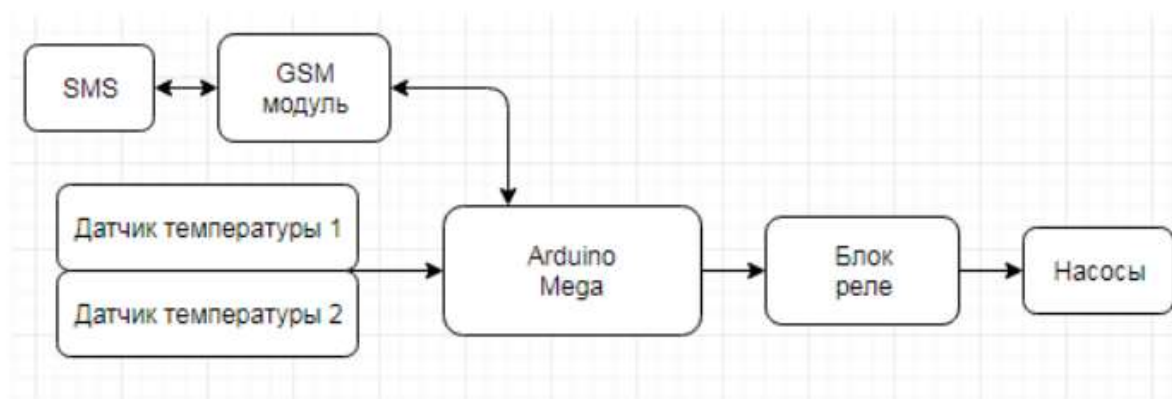 SMS
GSM
модуль
Датчик температуры 1
Датчик температуры 2
Arduino
Mega
Блок
реле
Насосы